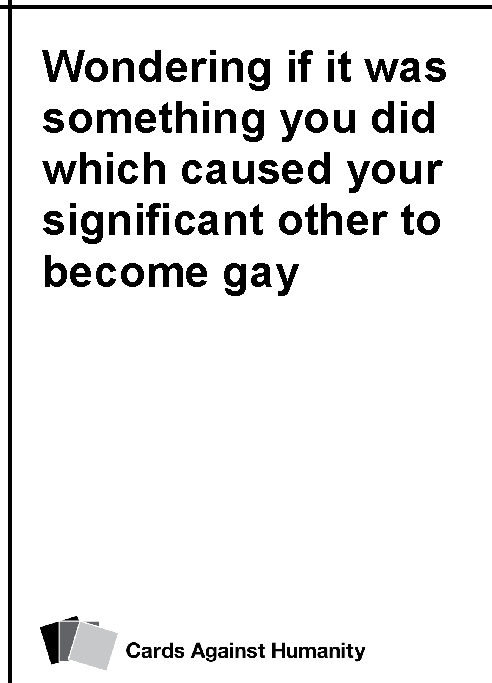 Wondering if it was
something you did
which caused your
significant other to
become gay
Cards Against Humanity